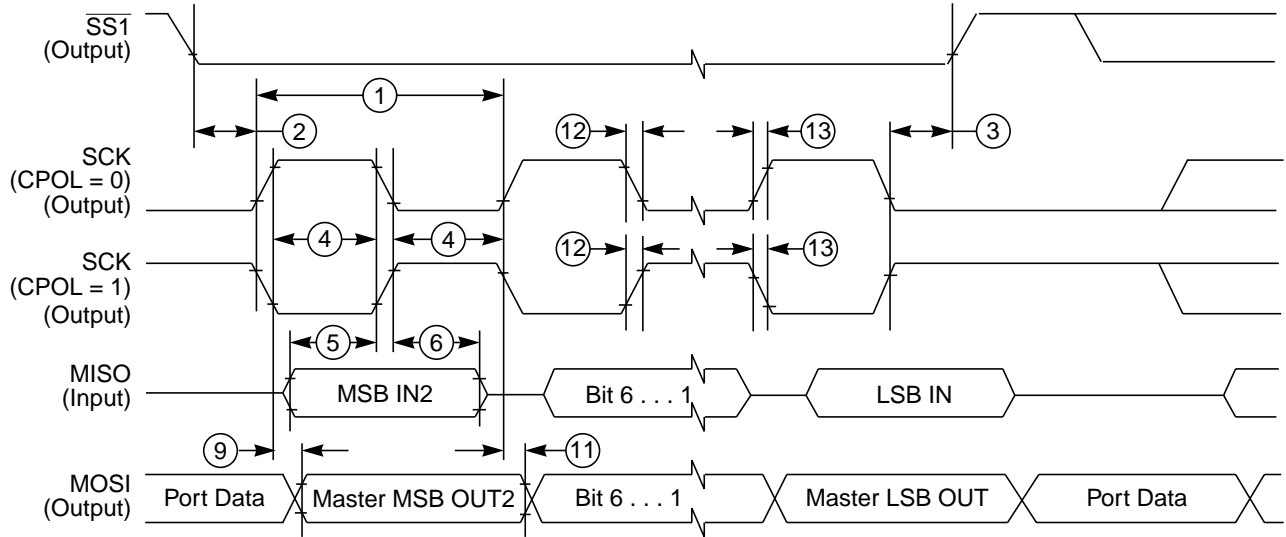 SS1
(Output)
1
2
12
13
3
SCK
(CPOL = 0)
(Output)
4
4
12
13
SCK
(CPOL = 1)
(Output)
5
6
MISO
(Input)
MSB IN2
Bit 6 . . . 1
LSB IN
9
11
MOSI
(Output)
Port Data
Master MSB OUT2
Bit 6 . . . 1
Master LSB OUT
Port Data